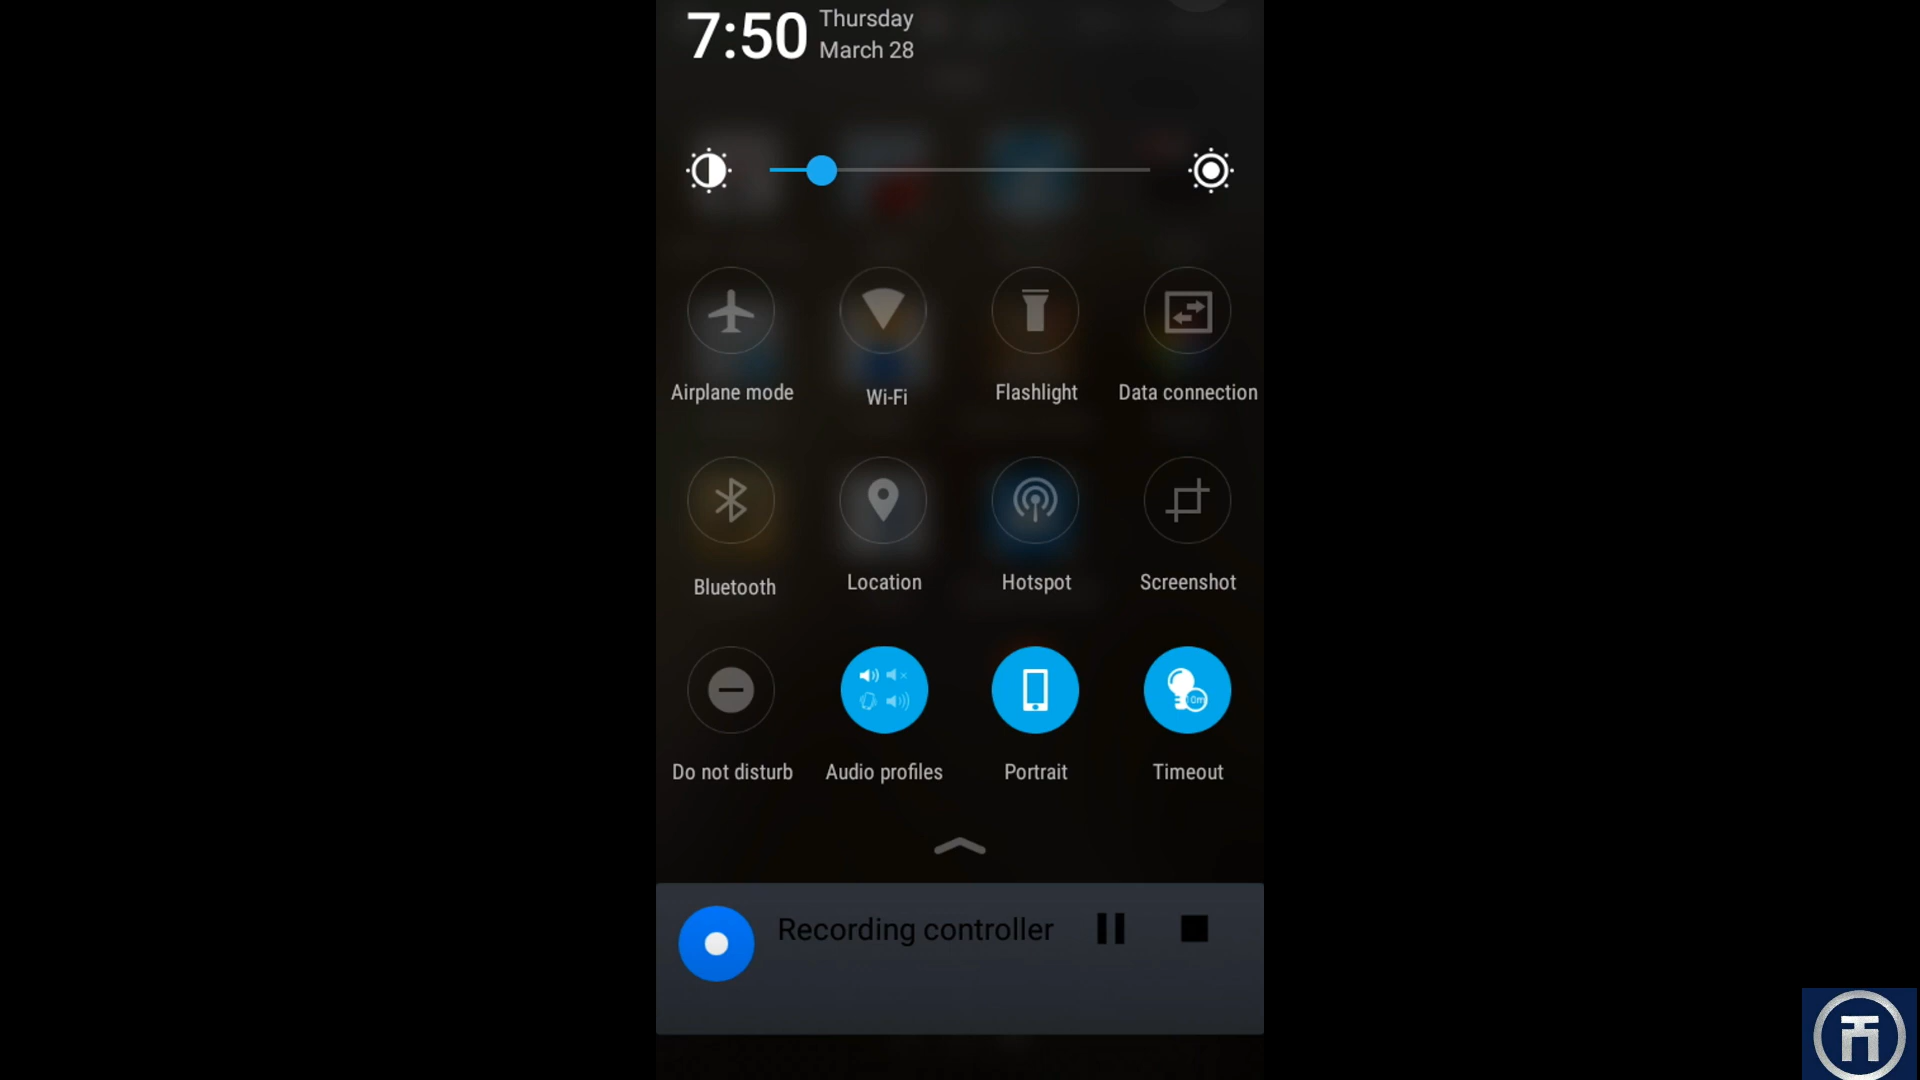 7:50
Thursday
March 28
Airplane mode
Wi-Fi
Flashlight
Data connection
Bluetooth
Location
Hotspot
Screenshot
Do not disturb
Audio profiles
Portrait
Timeout
Recording controller